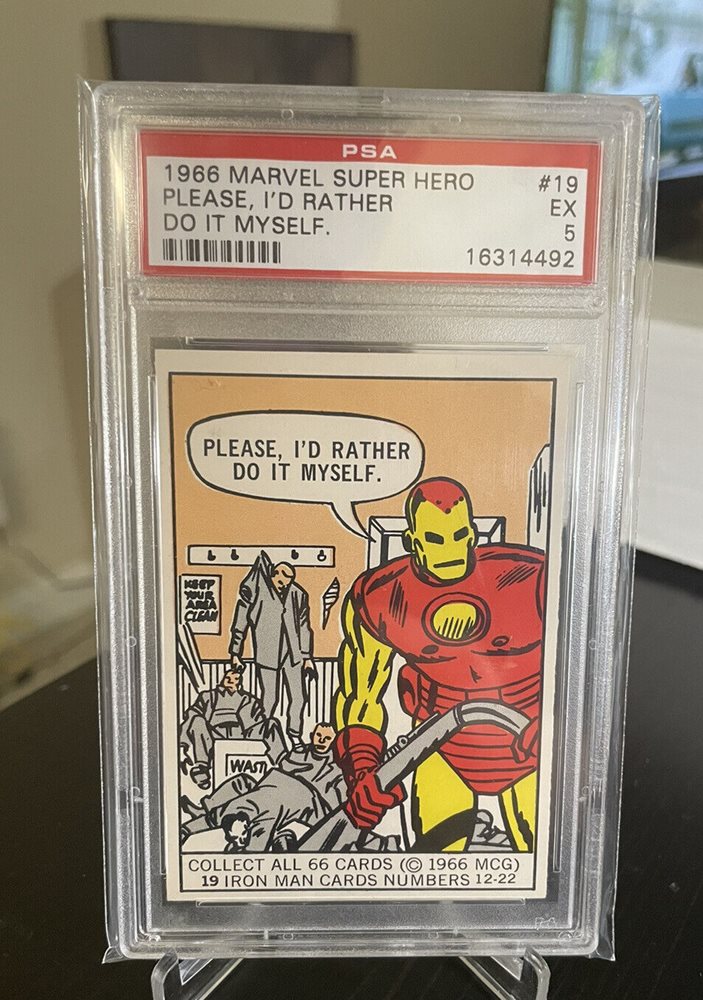 PSA
1966 MARVEL SUPER HERO #19
PLEASE, I'D RATHER EX
DO IT MYSELF. 5
16314492
PLEASE, I'D RATHER
DO IT MYSELF.
KEEP
YOUR
AREA
CLEAN
WAST
COLLECT ALL 66 CARDS (© 1966 MCG)
19 IRON MAN CARDS NUMBERS 12-22